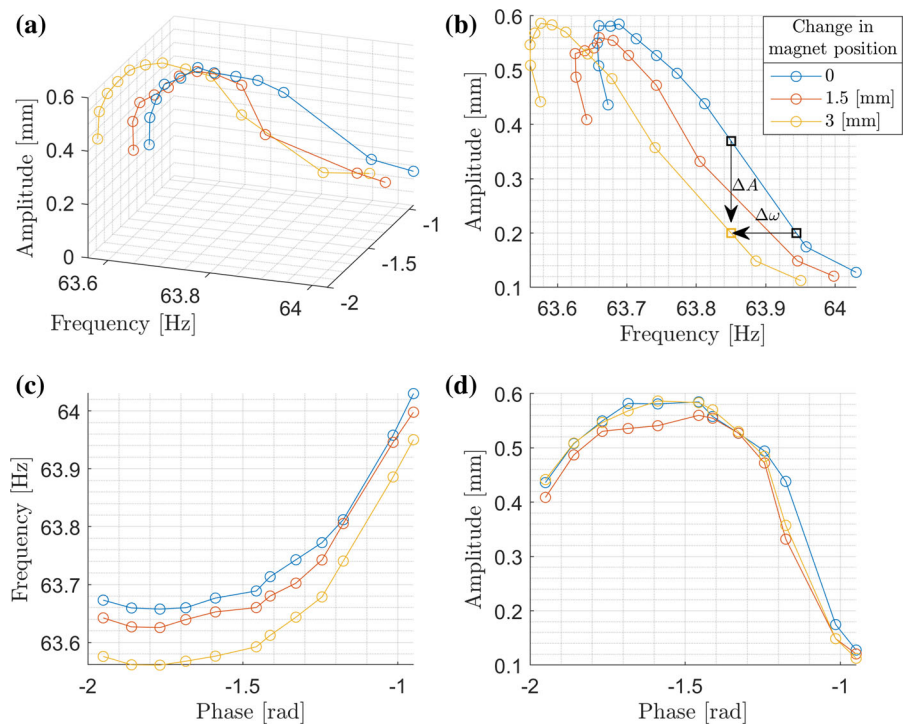 (a)
Amplitude [mm]
0.6
0.4
0.2
0
63.6
63.8
64
Frequency [Hz]
-2
-1.5
-1
(b)
Amplitude [mm]
0.6
0.5
0.4
0.3
0.2
0.1
63.6
63.7
63.8
63.9
64
Frequency [Hz]
ΔA
Δω
Change in
magnet position
0
1.5 [mm]
3 [mm]
(c)
Frequency [Hz]
64
63.9
63.8
63.7
63.6
-2
-1.5
-1
Phase [rad]
(d)
Amplitude [mm]
0.6
0.5
0.4
0.3
0.2
0.1
-2
-1.5
-1
Phase [rad]